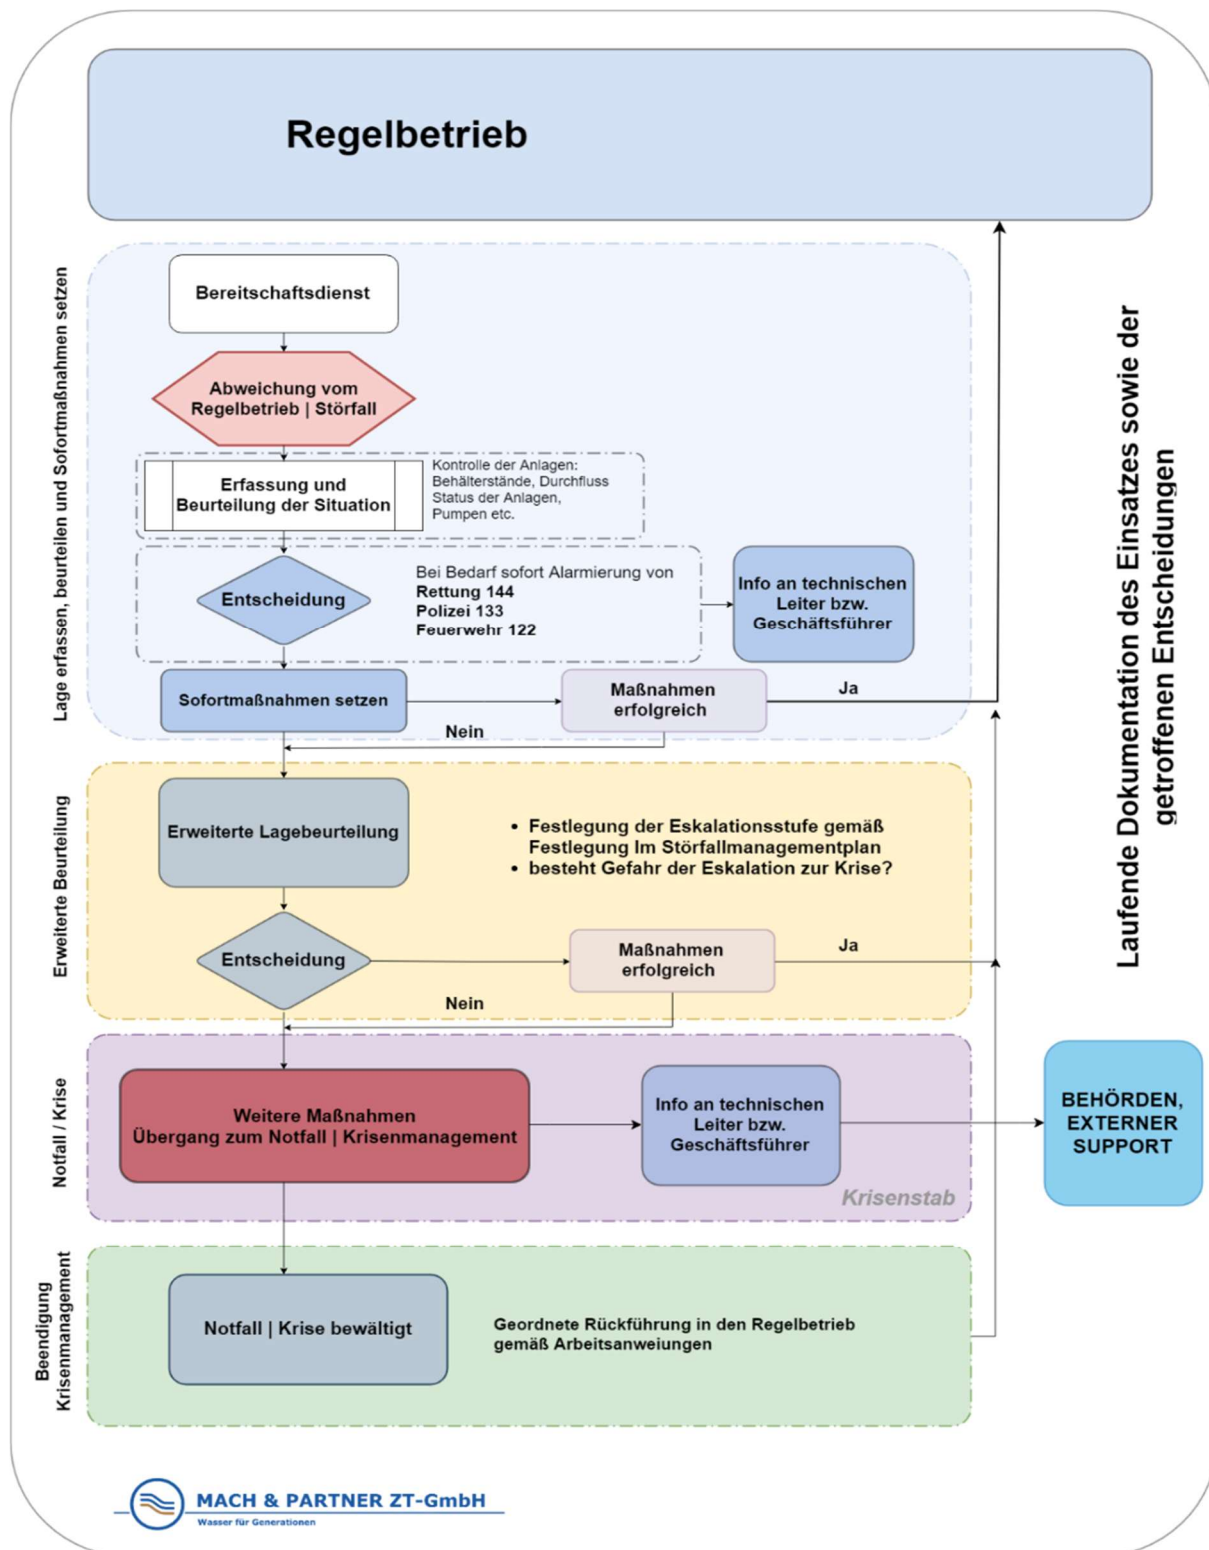 Regelbetrieb
Lage erfassen, beurteilen und Sofortmaßnahmen setzen
Bereitschaftsdienst
Abweichung vom
Regelbetrieb | Störfall
Erfassung und
Beurteilung der Situation
Kontrolle der Anlagen:
Behälterstände, Durchfluss
Status der Anlagen,
Pumpen etc.
Entscheidung
Bei Bedarf sofort Alarmierung von
Rettung 144
Polizei 133
Feuerwehr 122
Info an technischen
Leiter bzw.
Geschäftsführer
Sofortmaßnahmen setzen
Maßnahmen
erfolgreich
Ja
Nein
Erweiterte Beurteilung
Erweiterte Lagebeurteilung
• Festlegung der Eskalationsstufe gemäß
Festlegung Im Störfallmanagementplan
• besteht Gefahr der Eskalation zur Krise?
Entscheidung
Maßnahmen
erfolgreich
Ja
Nein
Notfall / Krise
Weitere Maßnahmen
Übergang zum Notfall | Krisenmanagement
Info an technischen
Leiter bzw.
Geschäftsführer
Krisenstab
BEHÖRDEN,
EXTERNER
SUPPORT
Beendigung
Krisenmanagement
Notfall | Krise bewältigt
Geordnete Rückführung in den Regelbetrieb
gemäß Arbeitsanweiungen
Laufende Dokumentation des Einsatzes sowie der
getroffenen Entscheidungen
MACH & PARTNER ZT-GmbH
Wasser für Generationen